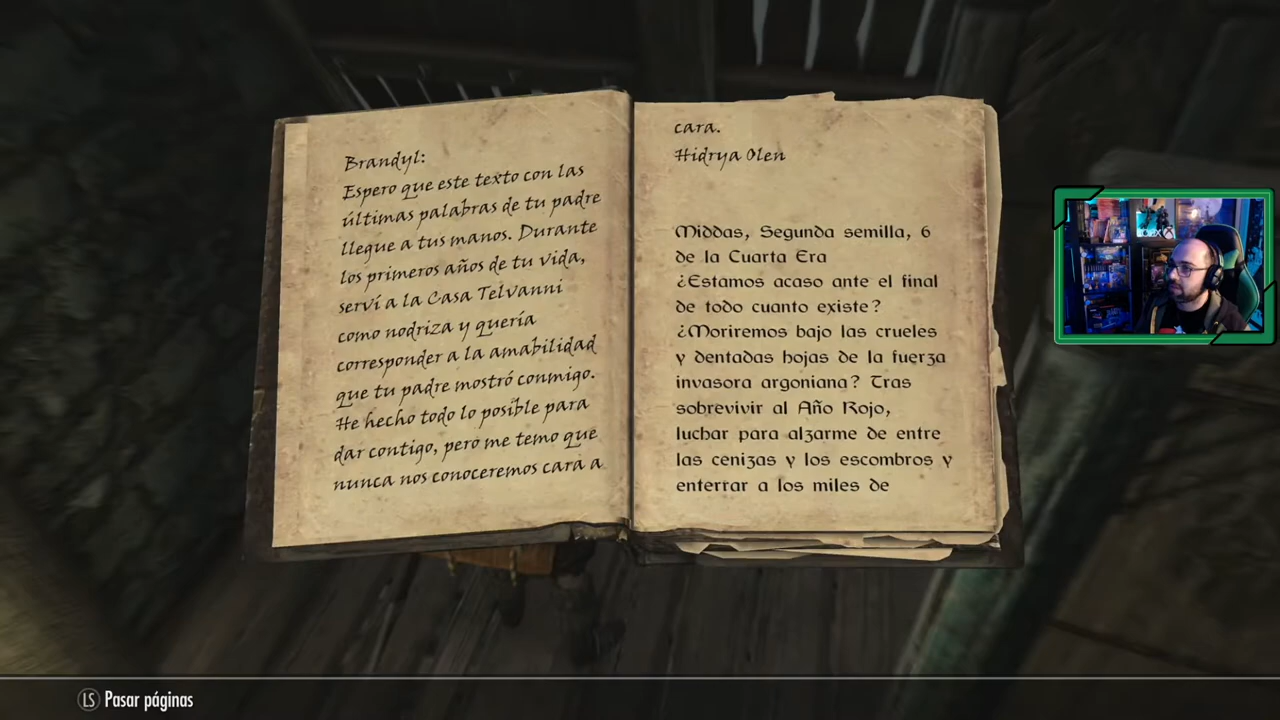 Brandyl:
Espero que este texto con las
últimas palabras de tu padre
llegue a tus manos. Durante
los primeros años de tu vida,
serví a la Casa Telvanni
como nodriza y quería
corresponder a la amabilidad
que tu padre mostró conmigo.
He hecho todo lo posible para
dar contigo, pero me temo que
nunca nos conoceremos cara a
cara.
Hidrya Olen
Middas, Segunda semilla, 6
de la Cuarta Era
¿Estamos acaso ante el final
de todo cuanto existe?
¿Moriremos bajo las crueles
y dentadas hojas de la fuerza
invasora argoniana? Tras
sobrevivir al Año Rojo,
luchar para alzarme de entre
las cenizas y los escombros y
enterrar a los miles de
LS Pasar páginas